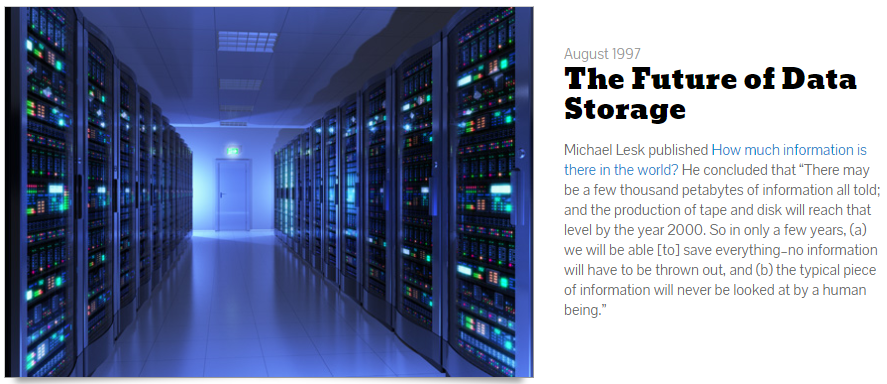 August 1997
The Future of Data
Storage
Michael Lesk published How much information is
there in the world? He concluded that “There may
be a few thousand petabytes of information all told;
and the production of tape and disk will reach that
level by the year 2000. So in only a few years, (a)
we will be able [to] save everything–no information
will have to be thrown out, and (b) the typical piece
of information will never be looked at by a human
being.”